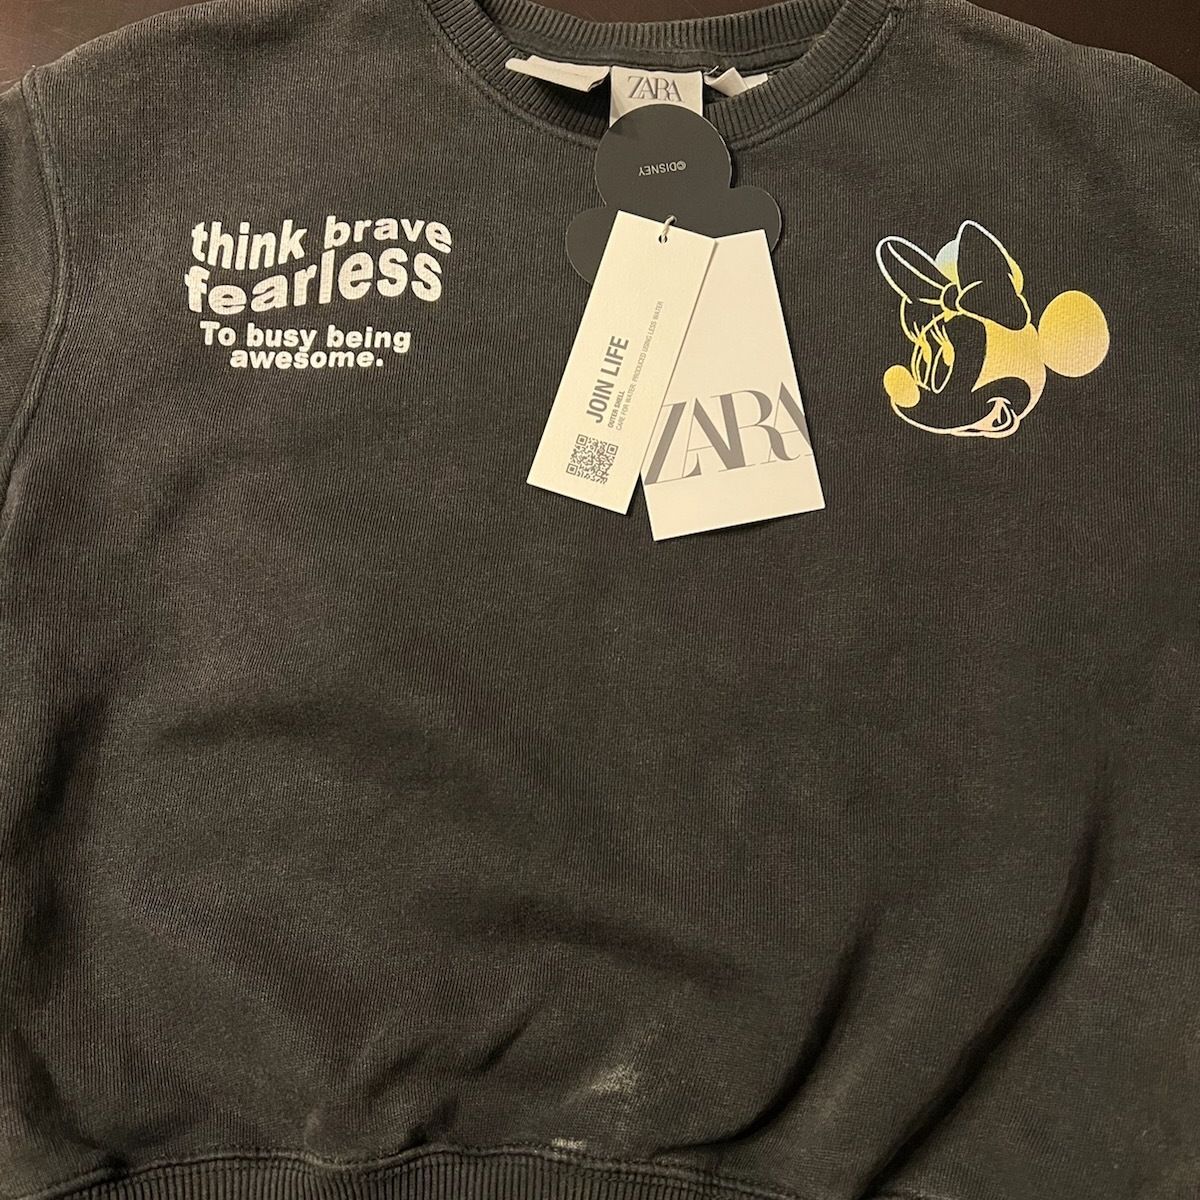 ZARA
©DISNEY
think brave
fearless
To busy being
awesome.
JOIN LIFE
OUTER SHELL
CARE FOR WATER: PRODUCED USING LESS WATER
ZARA